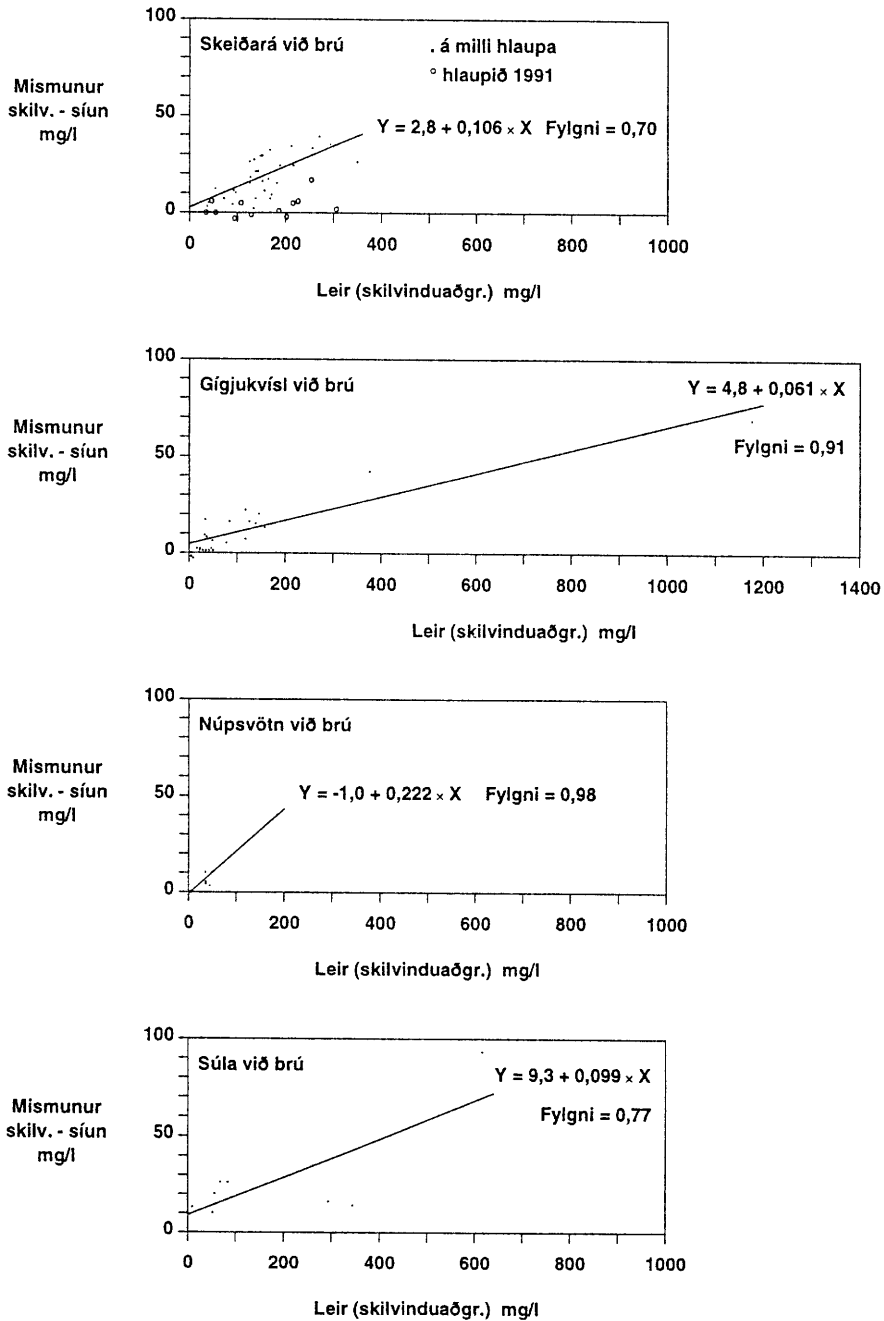 100
Skeiðará við brú
. á milli hlaupa
° hlaupið 1991
Mismunur
skilv. - síun
mg/l
50
Y = 2,8 + 0,106 × X Fylgni = 0,70
0
0 200 400 600 800 1000
Leir (skilvinduaðgr.) mg/l
100
Gígjukvísl við brú
Y = 4,8 + 0,061 × X
Mismunur
skilv. - síun
mg/l
50
Fylgni = 0,91
0
0 200 400 600 800 1000 1200 1400
Leir (skilvinduaðgr.) mg/l
100
Núpsvötn við brú
Mismunur
skilv. - síun
mg/l
50
Y = -1,0 + 0,222 × X Fylgni = 0,98
0
0 200 400 600 800 1000
Leir (skilvinduaðgr.) mg/l
100
Súla við brú
Y = 9,3 + 0,099 × X
Mismunur
skilv. - síun
mg/l
50
Fylgni = 0,77
0
0 200 400 600 800 1000
Leir (skilvinduaðgr.) mg/l